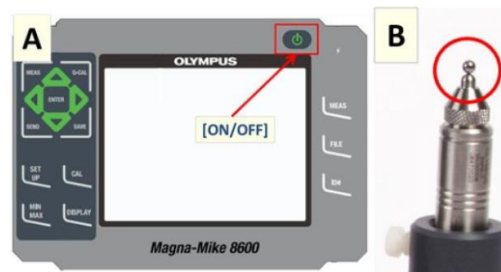 A
B
OLYMPUS
MEAS
G-CAL
ENTER
SEND
SAVE
[ON/OFF]
MEAS
FILE
ID#
SET
UP
CAL
MIN
MAX
DISPLAY
Magna-Mike 8600